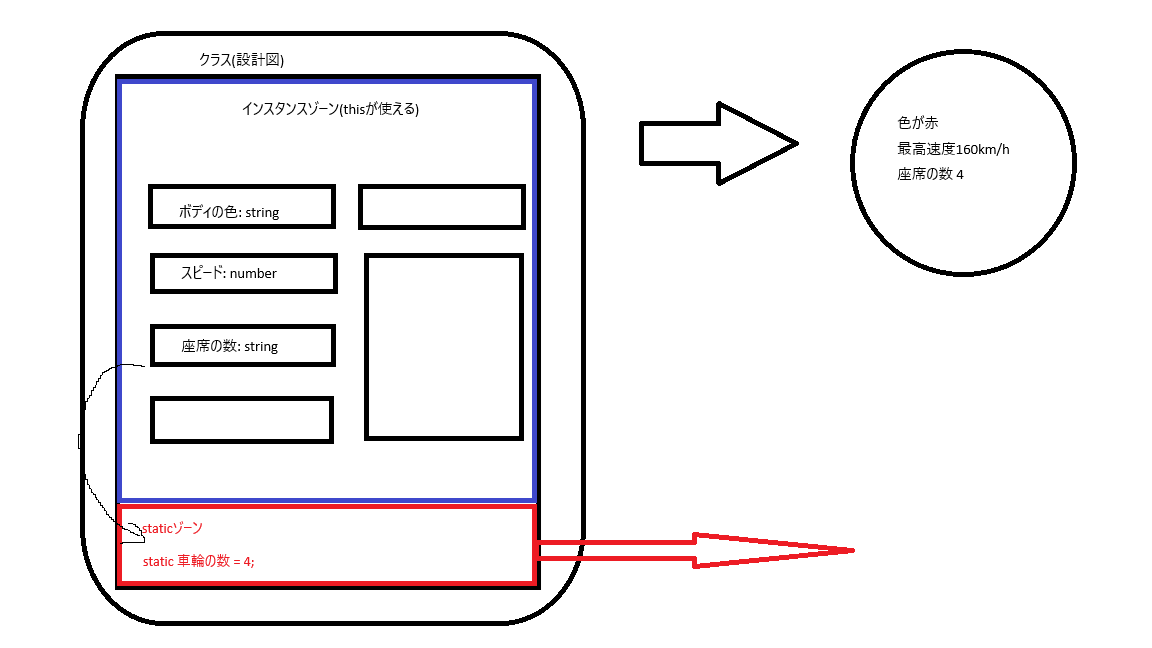 クラス(設計図)
インスタンスゾーン(thisが使える)
ボディの色: string
スピード: number
座席の数: string
staticゾーン
static 車輪の数 = 4;
色が赤
最高速度160km/h
座席の数 4